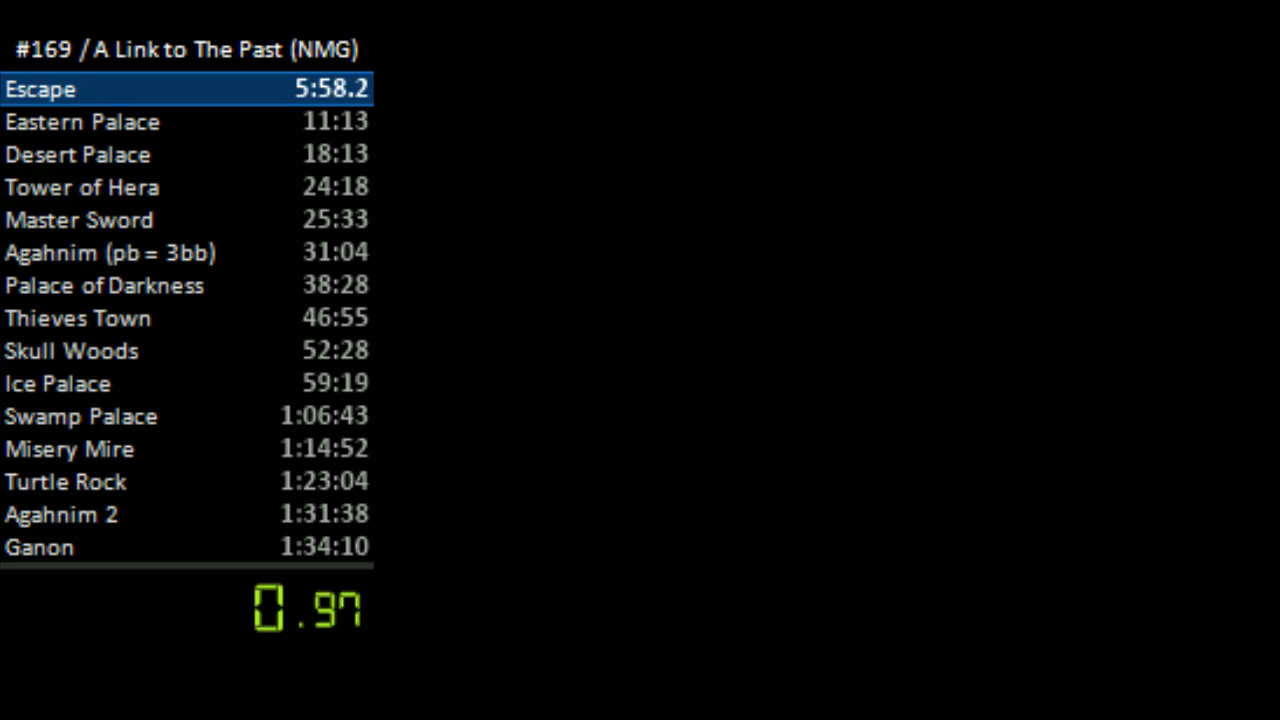 #169 / A Link to The Past (NMG)
Escape 5:58.2
Eastern Palace 11:13
Desert Palace 18:13
Tower of Hera 24:18
Master Sword 25:33
Agahnim (pb = 3bb) 31:04
Palace of Darkness 38:28
Thieves Town 46:55
Skull Woods 52:28
Ice Palace 59:19
Swamp Palace 1:06:43
Misery Mire 1:14:52
Turtle Rock 1:23:04
Agahnim 2 1:31:38
Ganon 1:34:10
0.97